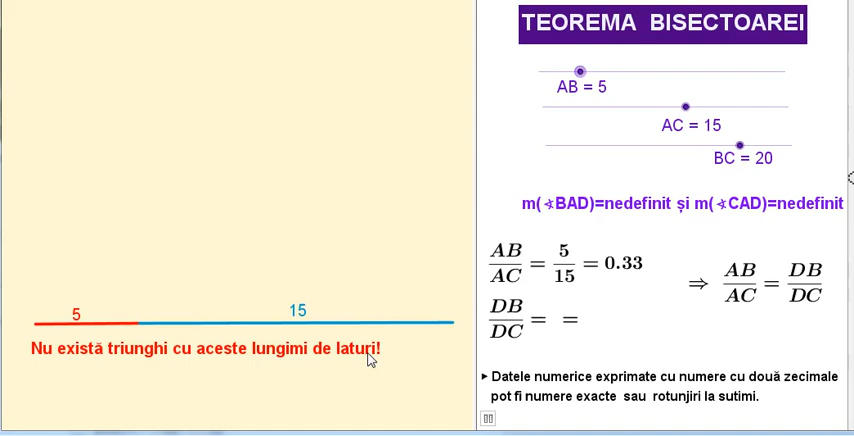 TEOREMA BISECTOAREI
AB = 5
AC = 15
BC = 20
m(∢BAD)=nedefinit și m(∢CAD)=nedefinit
AB/AC = 5/15 = 0.33
⇒ AB/AC = DB/DC
DB/DC = =
5
15
Nu există triunghi cu aceste lungimi de laturi!
▸ Datele numerice exprimate cu numere cu două zecimale
pot fi numere exacte sau rotunjiri la sutimi.